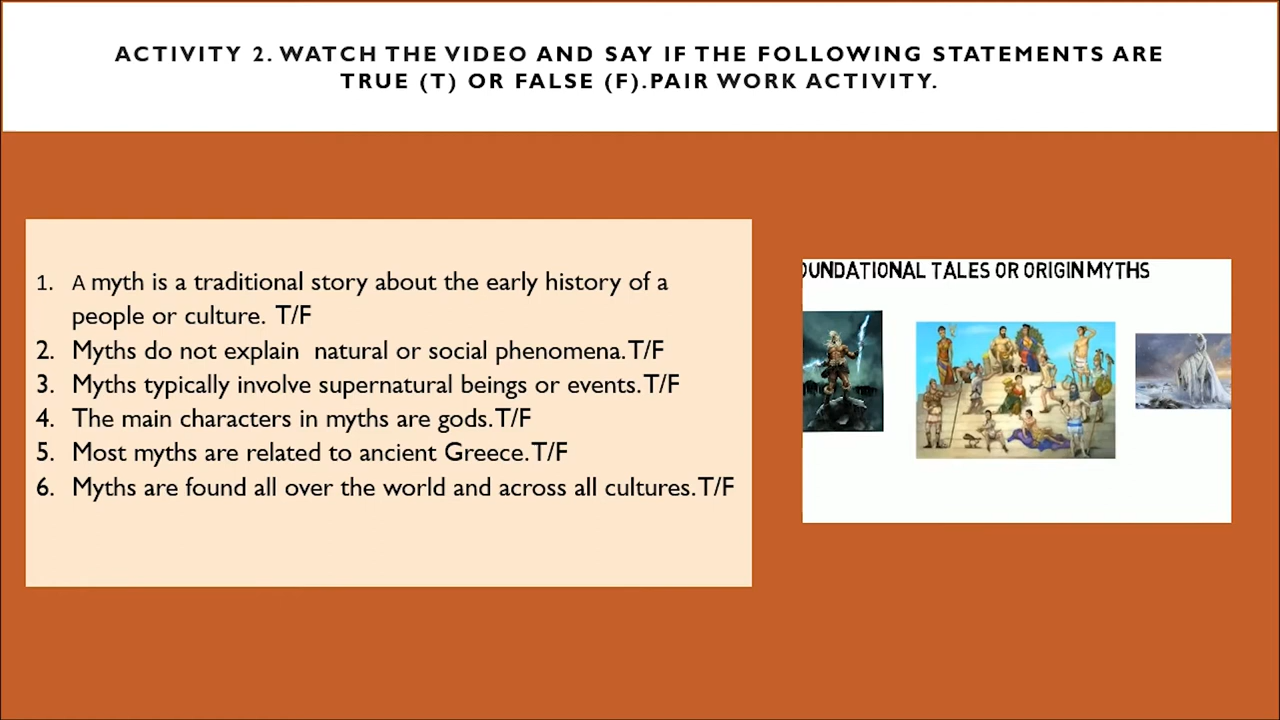 ACTIVITY 2. WATCH THE VIDEO AND SAY IF THE FOLLOWING STATEMENTS ARE
TRUE (T) OR FALSE (F).PAIR WORK ACTIVITY.
1. A myth is a traditional story about the early history of a
people or culture. T/F
2. Myths do not explain natural or social phenomena.T/F
3. Myths typically involve supernatural beings or events.T/F
4. The main characters in myths are gods.T/F
5. Most myths are related to ancient Greece.T/F
6. Myths are found all over the world and across all cultures.T/F
OUNDATIONAL TALES OR ORIGIN MYTHS